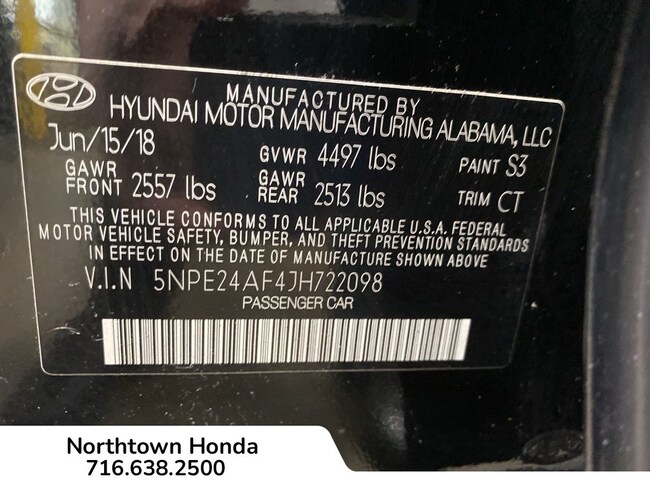 MANUFACTURED BY
HYUNDAI MOTOR MANUFACTURING ALABAMA, LLC
Jun/15/18 GVWR 4497 lbs PAINT S3
GAWR FRONT 2557 lbs GAWR REAR 2513 lbs TRIM CT
THIS VEHICLE CONFORMS TO ALL APPLICABLE U.S.A. FEDERAL
MOTOR VEHICLE SAFETY, BUMPER, AND THEFT PREVENTION STANDARDS
IN EFFECT ON THE DATE OF MANUFACTURE SHOWN ABOVE.
V.I.N 5NPE24AF4JH722098
PASSENGER CAR
Northtown Honda
716.638.2500